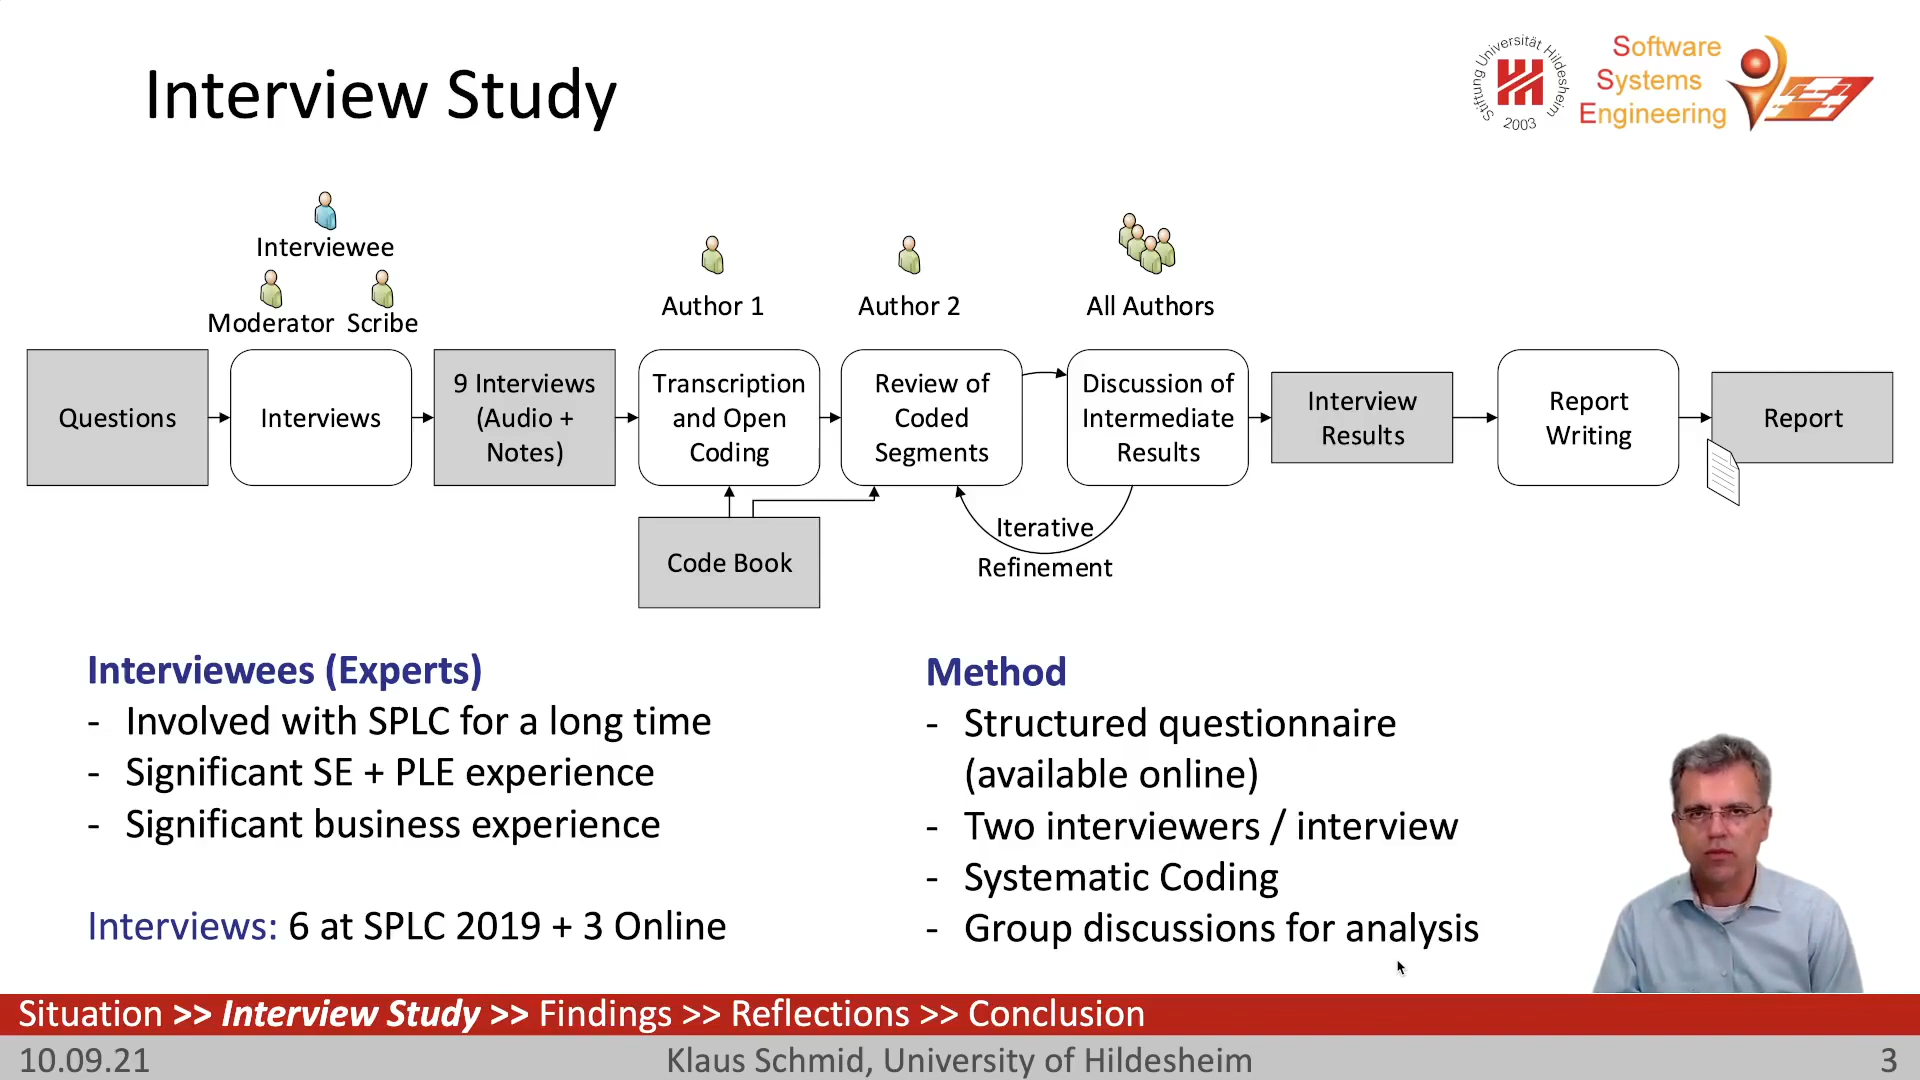 Interview Study
Stiftung Universität Hildesheim
2003
Software
Systems
Engineering
Interviewee
Moderator Scribe
Author 1
Author 2
All Authors
Questions
Interviews
9 Interviews
(Audio +
Notes)
Transcription
and Open
Coding
Review of
Coded
Segments
Discussion of
Intermediate
Results
Interview
Results
Report
Writing
Report
Code Book
Iterative
Refinement
Interviewees (Experts)
- Involved with SPLC for a long time
- Significant SE + PLE experience
- Significant business experience
Interviews: 6 at SPLC 2019 + 3 Online
Method
- Structured questionnaire
(available online)
- Two interviewers / interview
- Systematic Coding
- Group discussions for analysis
Situation >> Interview Study >> Findings >> Reflections >> Conclusion
10.09.21
Klaus Schmid, University of Hildesheim
3